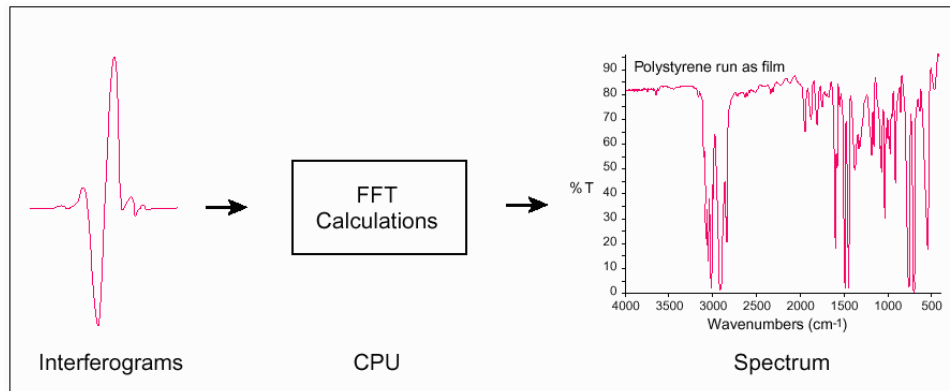 Polystyrene run as film
FFT
Calculations
% T
90
80
70
60
50
40
30
20
10
0
4000 3500 3000 2500 2000 1500 1000 500
Wavenumbers (cm-1)
Interferograms CPU Spectrum